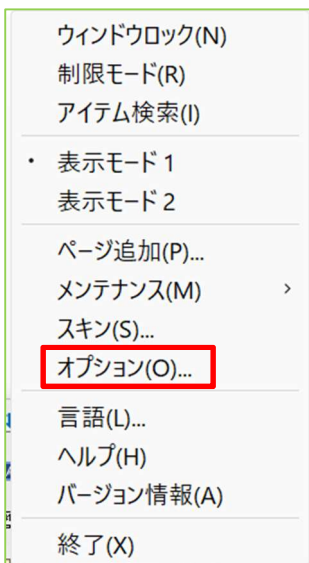 ウィンドウロック(N)
制限モード(R)
アイテム検索(I)
・ 表示モード 1
表示モード 2
ページ追加(P)...
メンテナンス(M)
スキン(S)...
オプション(O)...
言語(L)...
ヘルプ(H)
バージョン情報(A)
終了(X)